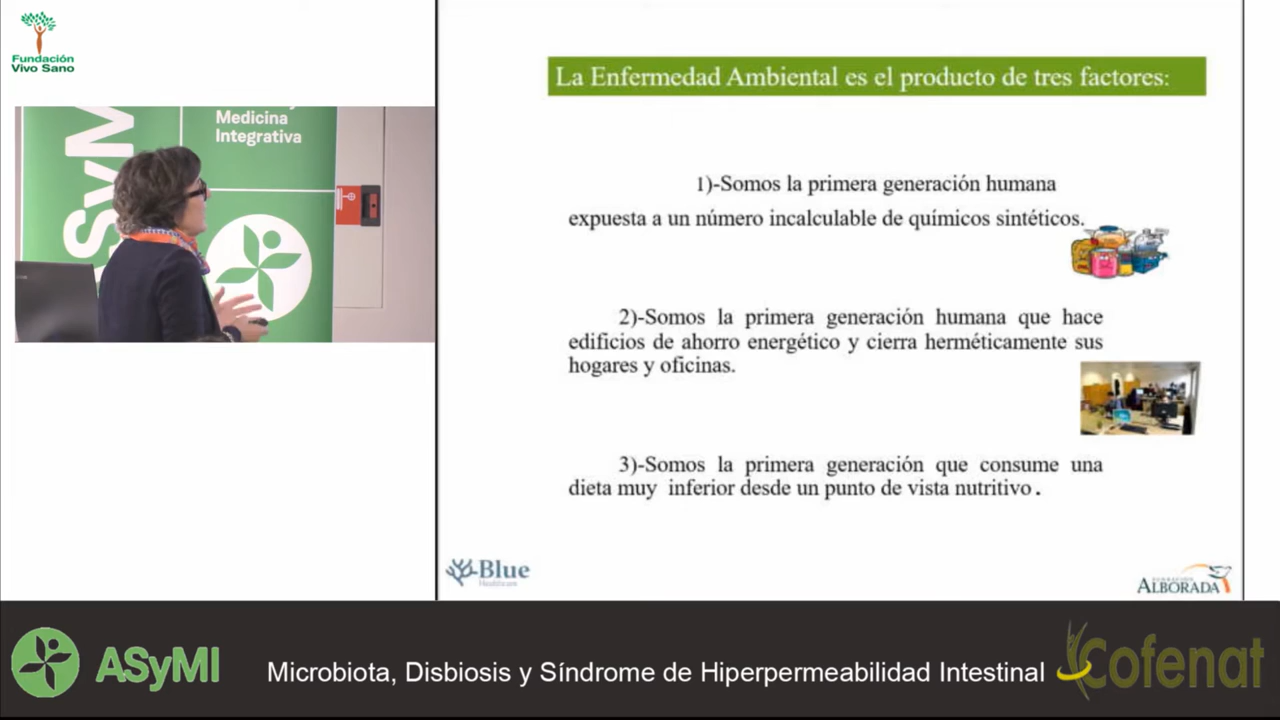 Fundación
Vivo Sano
ASyM
Medicina
Integrativa
La Enfermedad Ambiental es el producto de tres factores:
1)-Somos la primera generación humana
expuesta a un número incalculable de químicos sintéticos.
2)-Somos la primera generación humana que hace
edificios de ahorro energético y cierra herméticamente sus
hogares y oficinas.
3)-Somos la primera generación que consume una
dieta muy inferior desde un punto de vista nutritivo.
Blue
Healthcare
FUNDACIÓN
ALBORADA
ASyMI
Microbiota, Disbiosis y Síndrome de Hiperpermeabilidad Intestinal
Cofenat